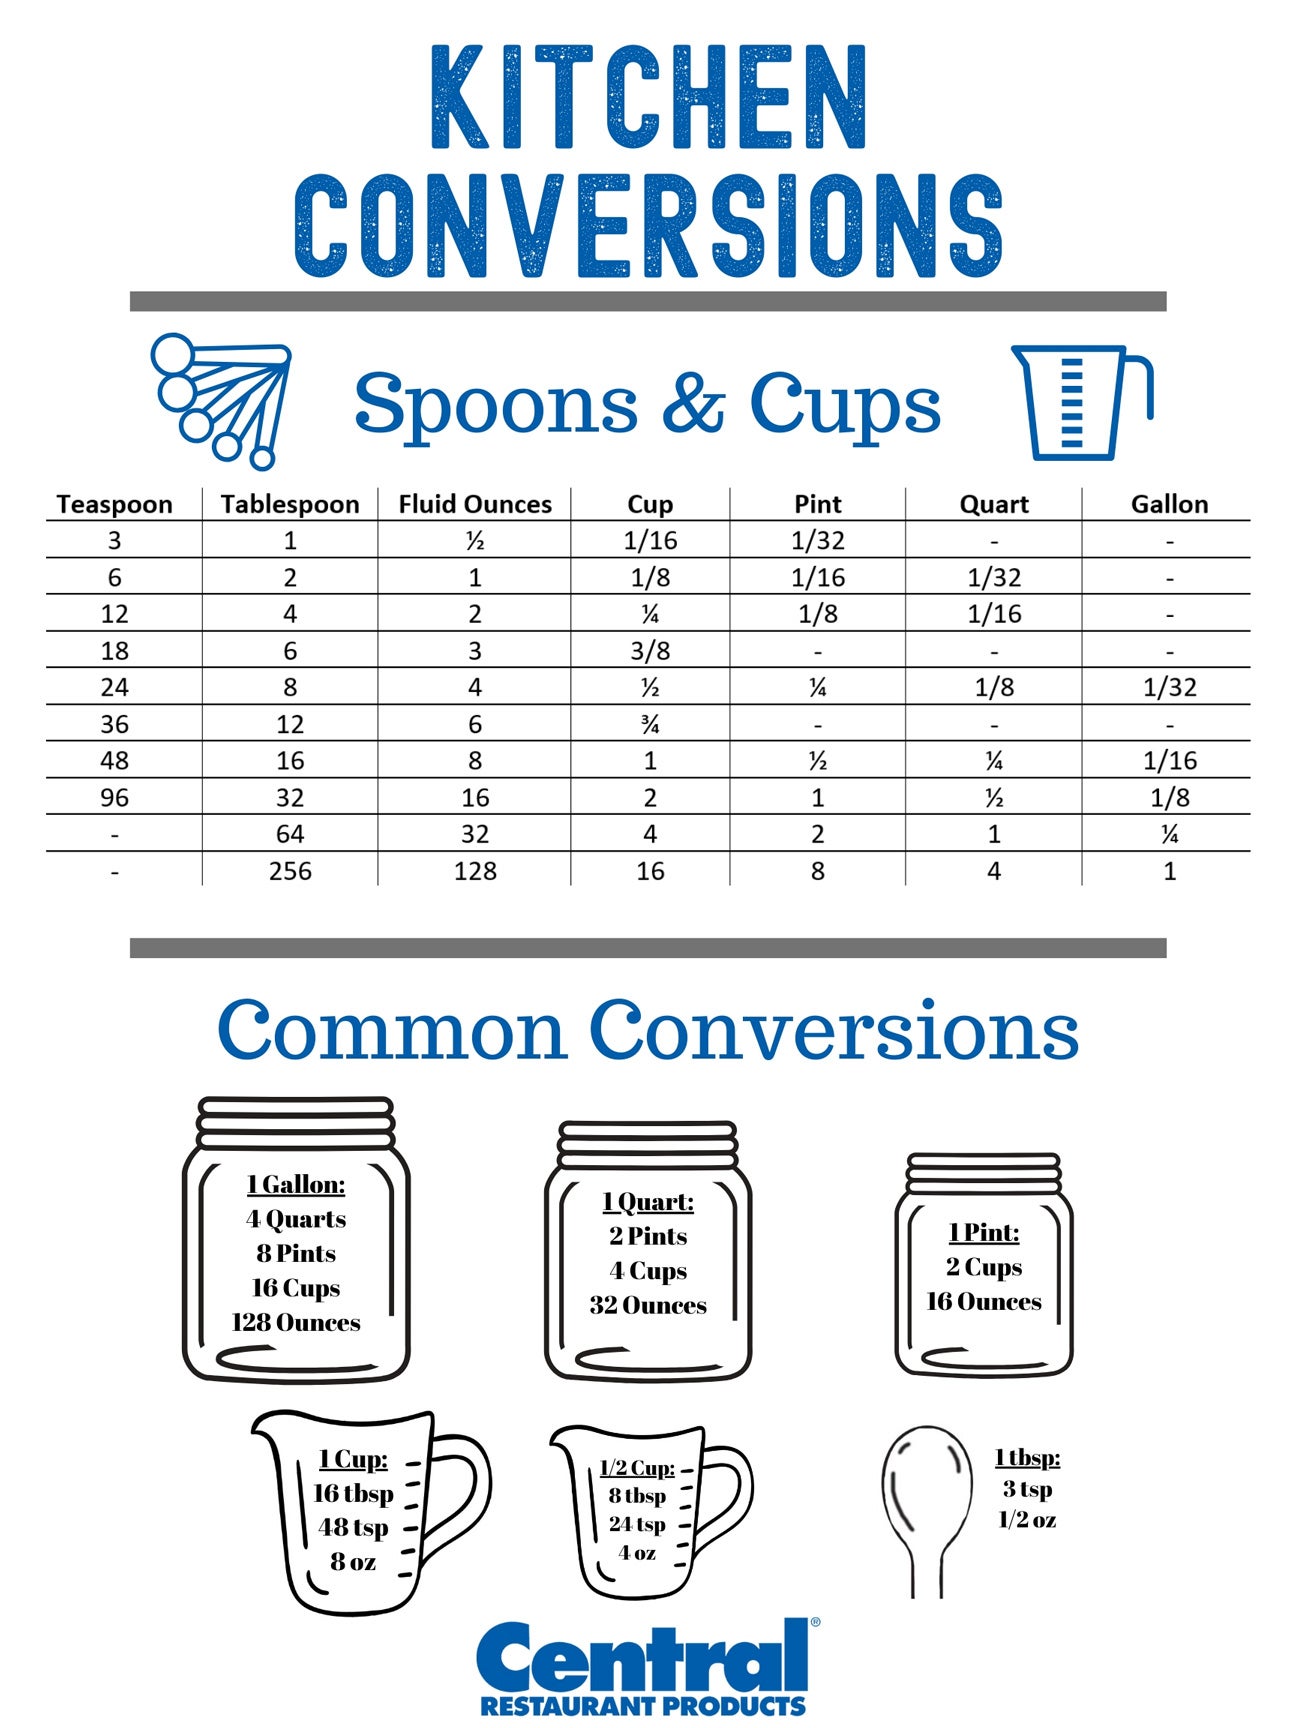 KITCHEN
CONVERSIONS
Spoons & Cups
Teaspoon Tablespoon Fluid Ounces Cup Pint Quart Gallon
3 1 ½ 1/16 1/32 - -
6 2 1 1/8 1/16 1/32 -
12 4 2 ¼ 1/8 1/16 -
18 6 3 3/8 - - -
24 8 4 ½ ¼ 1/8 1/32
36 12 6 ¾ - - -
48 16 8 1 ½ ¼ 1/16
96 32 16 2 1 ½ 1/8
- 64 32 4 2 1 ¼
- 256 128 16 8 4 1
Common Conversions
1 Gallon:
4 Quarts
8 Pints
16 Cups
128 Ounces
1 Quart:
2 Pints
4 Cups
32 Ounces
1 Pint:
2 Cups
16 Ounces
1 Cup:
16 tbsp
48 tsp
8 oz
1/2 Cup:
8 tbsp
24 tsp
4 oz
1 tbsp:
3 tsp
1/2 oz
Central®
RESTAURANT PRODUCTS